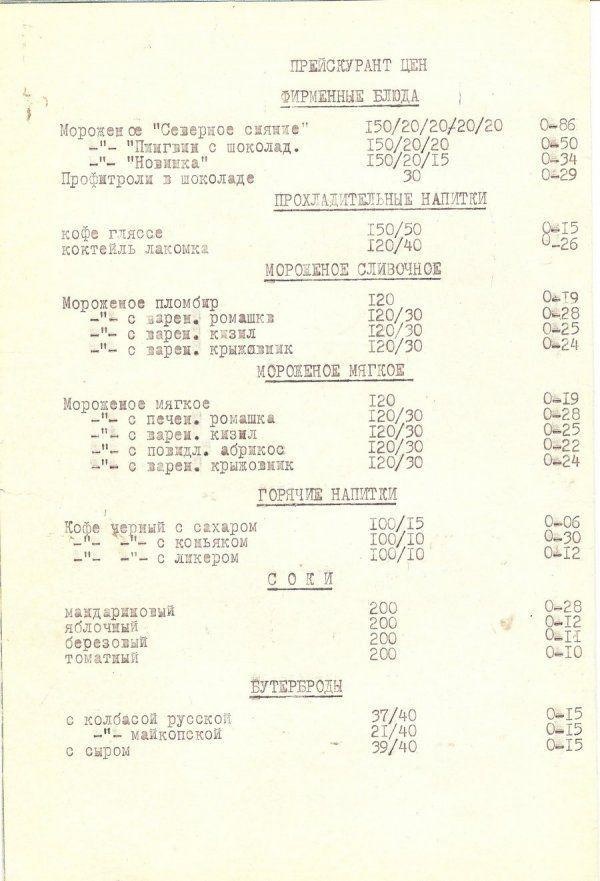 ПРЕЙСКУРАНТ ЦЕН
ФИРМЕННЫЕ БЛЮДА
Мороженое "Северное сияние" 150/20/20/20/20 0-86
-"- "Пингвин с шоколад. 150/20/20 0-50
-"- "Новинка" 150/20/15 0-34
Профитроли в шоколаде 30 0-29
ПРОХЛАДИТЕЛЬНЫЕ НАПИТКИ
кофе гляссе 150/50 0-15
коктейль лакомка 120/40 0-26
МОРОЖЕНОЕ СЛИВОЧНОЕ
Мороженое пломбир 120 0-19
-"- с варен. ромашкв 120/30 0-28
-"- с варен. кизил 120/30 0-25
-"- с варен. крыжовник 120/30 0-24
МОРОЖЕНОЕ МЯГКОЕ
Мороженое мягкое 120 0-19
-"- с печен. ромашка 120/30 0-28
-"- с варен. кизил 120/30 0-25
-"- с повидл. абрикос 120/30 0-22
-"- с варен. крыжовник 120/30 0-24
ГОРЯЧИЕ НАПИТКИ
Кофе черный с сахаром 100/15 0-06
-"- -"- с коньяком 100/10 0-30
-"- -"- с ликером 100/10 0-12
С О К И
мандариновый 200 0-28
яблочный 200 0-12
березовый 200 0-11
томатный 200 0-10
БУТЕРБРОДЫ
с колбасой русской 37/40 0-15
-"- майкопской 21/40 0-15
с сыром 39/40 0-15